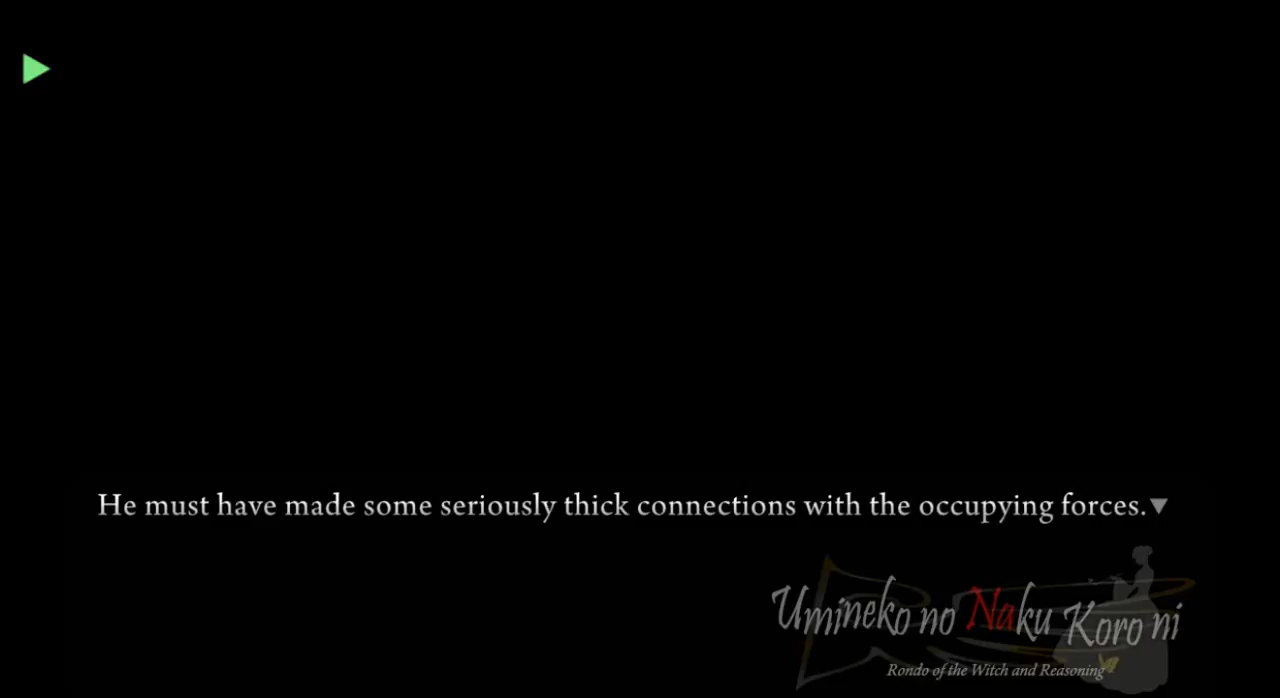 He must have made some seriously thick connections with the occupying forces.
Umineko no Naku Koro ni
Rondo of the Witch and Reasoning